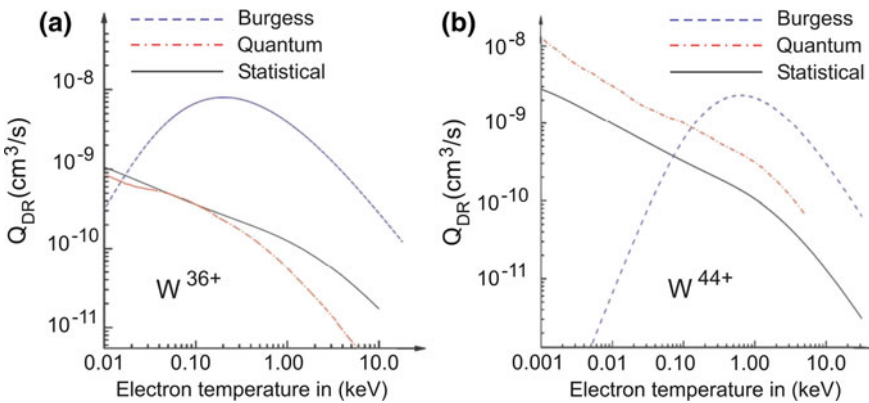 (a)
Burgess
Quantum
Statistical
10-8
10-9
10-10
10-11
Q_DR(cm³/s)
W 36+
0.01 0.10 1.00 10.0
Electron temperature in (keV)
(b)
Burgess
Quantum
Statistical
10-8
10-9
10-10
10-11
Q_DR(cm³/s)
W 44+
0.001 0.01 0.10 1.00 10.0
Electron temperature in (keV)